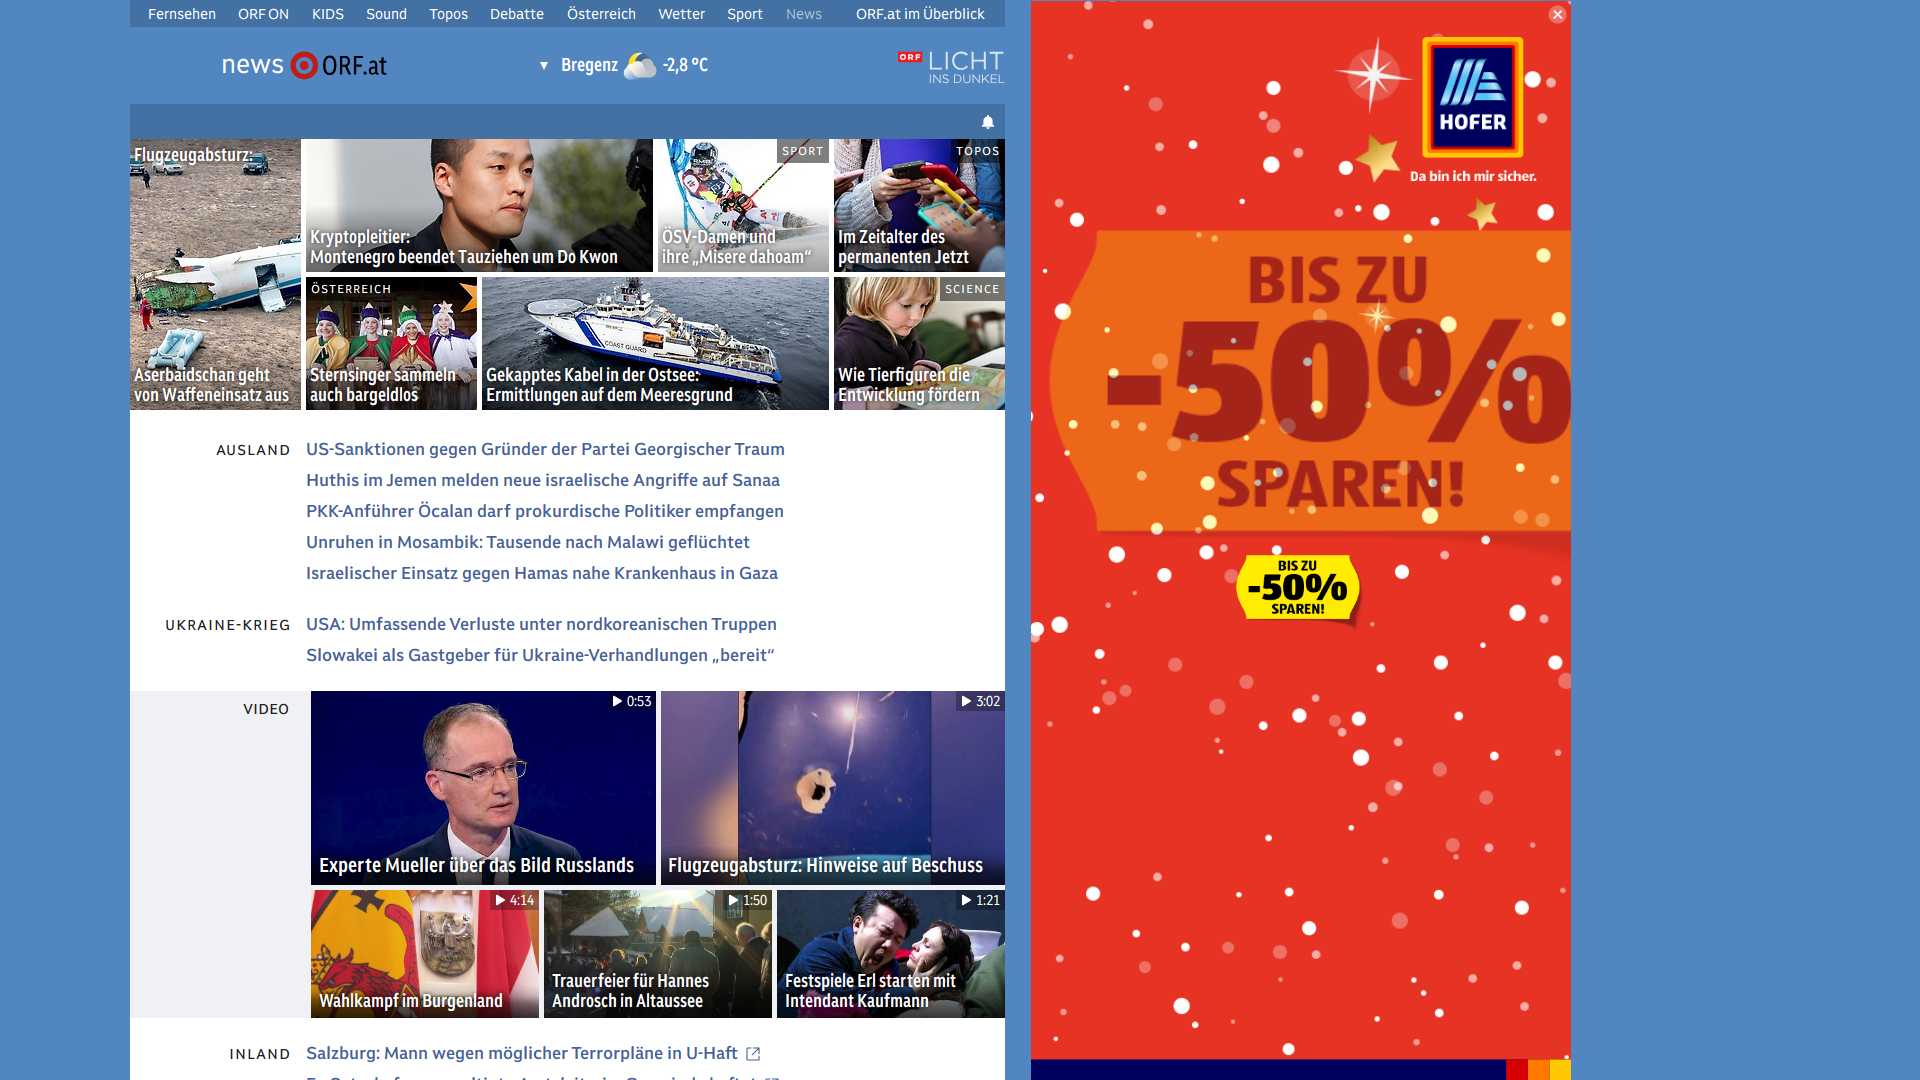 Fernsehen ORF ON KIDS Sound Topos Debatte Österreich Wetter Sport News ORF.at im Überblick
news ORF.at
Bregenz -2,8 °C
ORF LICHT
INS DUNKEL
Flugzeugabsturz:
Aserbaidschan geht
von Waffeneinsatz aus
Kryptopleitier:
Montenegro beendet Tauziehen um Do Kwon
SPORT
ÖSV-Damen und
ihre „Misere dahoam“
TOPOS
Im Zeitalter des
permanenten Jetzt
ÖSTERREICH
Sternsinger sammeln
auch bargeldlos
COAST GUARD
Gekapptes Kabel in der Ostsee:
Ermittlungen auf dem Meeresgrund
SCIENCE
Wie Tierfiguren die
Entwicklung fördern
AUSLAND
US-Sanktionen gegen Gründer der Partei Georgischer Traum
Huthis im Jemen melden neue israelische Angriffe auf Sanaa
PKK-Anführer Öcalan darf prokurdische Politiker empfangen
Unruhen in Mosambik: Tausende nach Malawi geflüchtet
Israelischer Einsatz gegen Hamas nahe Krankenhaus in Gaza
UKRAINE-KRIEG
USA: Umfassende Verluste unter nordkoreanischen Truppen
Slowakei als Gastgeber für Ukraine-Verhandlungen „bereit“
VIDEO
0:53
Experte Mueller über das Bild Russlands
3:02
Flugzeugabsturz: Hinweise auf Beschuss
4:14
Wahlkampf im Burgenland
1:50
Trauerfeier für Hannes
Androsch in Altaussee
1:21
Festspiele Erl starten mit
Intendant Kaufmann
INLAND
Salzburg: Mann wegen möglicher Terrorpläne in U-Haft
HOFER
Da bin ich mir sicher.
BIS ZU
-50%
SPAREN!
BIS ZU
-50%
SPAREN!